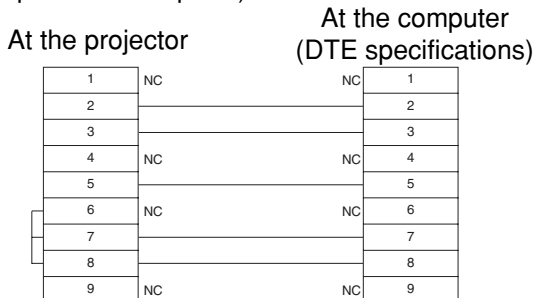 At the computer
At the projector
(DTE specifications)
1 NC NC 1
2 2
3 3
4 NC NC 4
5 5
6 NC NC 6
7 7
8 8
9 NC NC 9